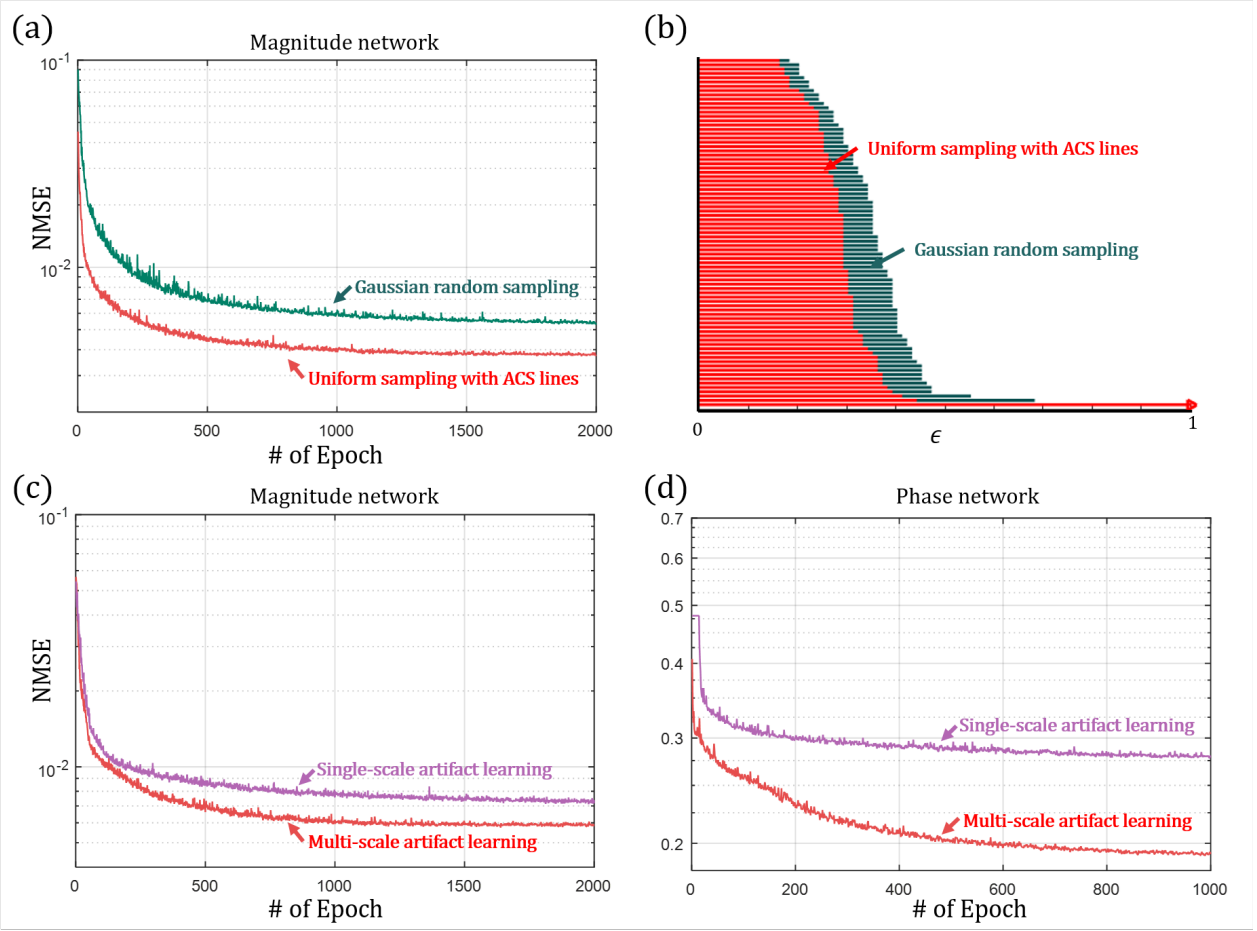 (a)
Magnitude network
10-1
10-2
NMSE
Gaussian random sampling
Uniform sampling with ACS lines
0 500 1000 1500 2000
# of Epoch
(b)
Uniform sampling with ACS lines
Gaussian random sampling
0 1
ϵ
(c)
Magnitude network
10-1
10-2
NMSE
Single-scale artifact learning
Multi-scale artifact learning
0 500 1000 1500 2000
# of Epoch
(d)
Phase network
0.7
0.6
0.5
0.4
0.3
0.2
Single-scale artifact learning
Multi-scale artifact learning
0 200 400 600 800 1000
# of Epoch